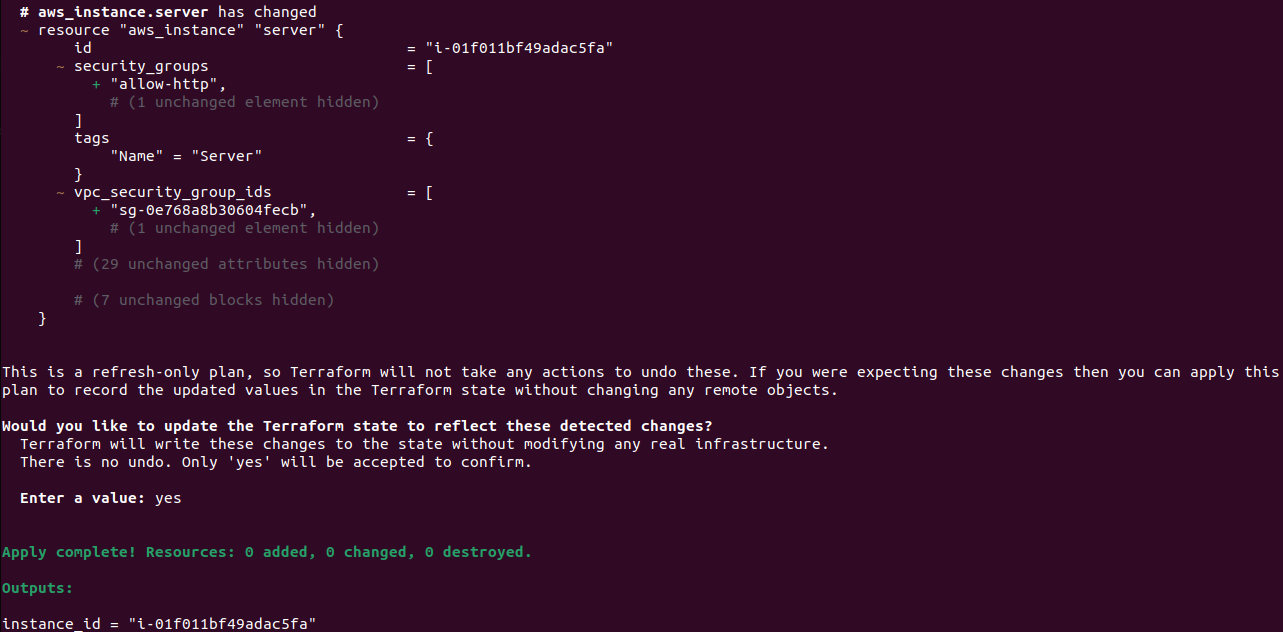 # aws_instance.server has changed
~ resource "aws_instance" "server" {
id = "i-01f011bf49adac5fa"
~ security_groups = [
+ "allow-http",
# (1 unchanged element hidden)
]
tags = {
"Name" = "Server"
}
~ vpc_security_group_ids = [
+ "sg-0e768a8b30604fecb",
# (1 unchanged element hidden)
]
# (29 unchanged attributes hidden)
# (7 unchanged blocks hidden)
}
This is a refresh-only plan, so Terraform will not take any actions to undo these. If you were expecting these changes then you can apply this
plan to record the updated values in the Terraform state without changing any remote objects.
Would you like to update the Terraform state to reflect these detected changes?
Terraform will write these changes to the state without modifying any real infrastructure.
There is no undo. Only 'yes' will be accepted to confirm.
Enter a value: yes
Apply complete! Resources: 0 added, 0 changed, 0 destroyed.
Outputs:
instance_id = "i-01f011bf49adac5fa"